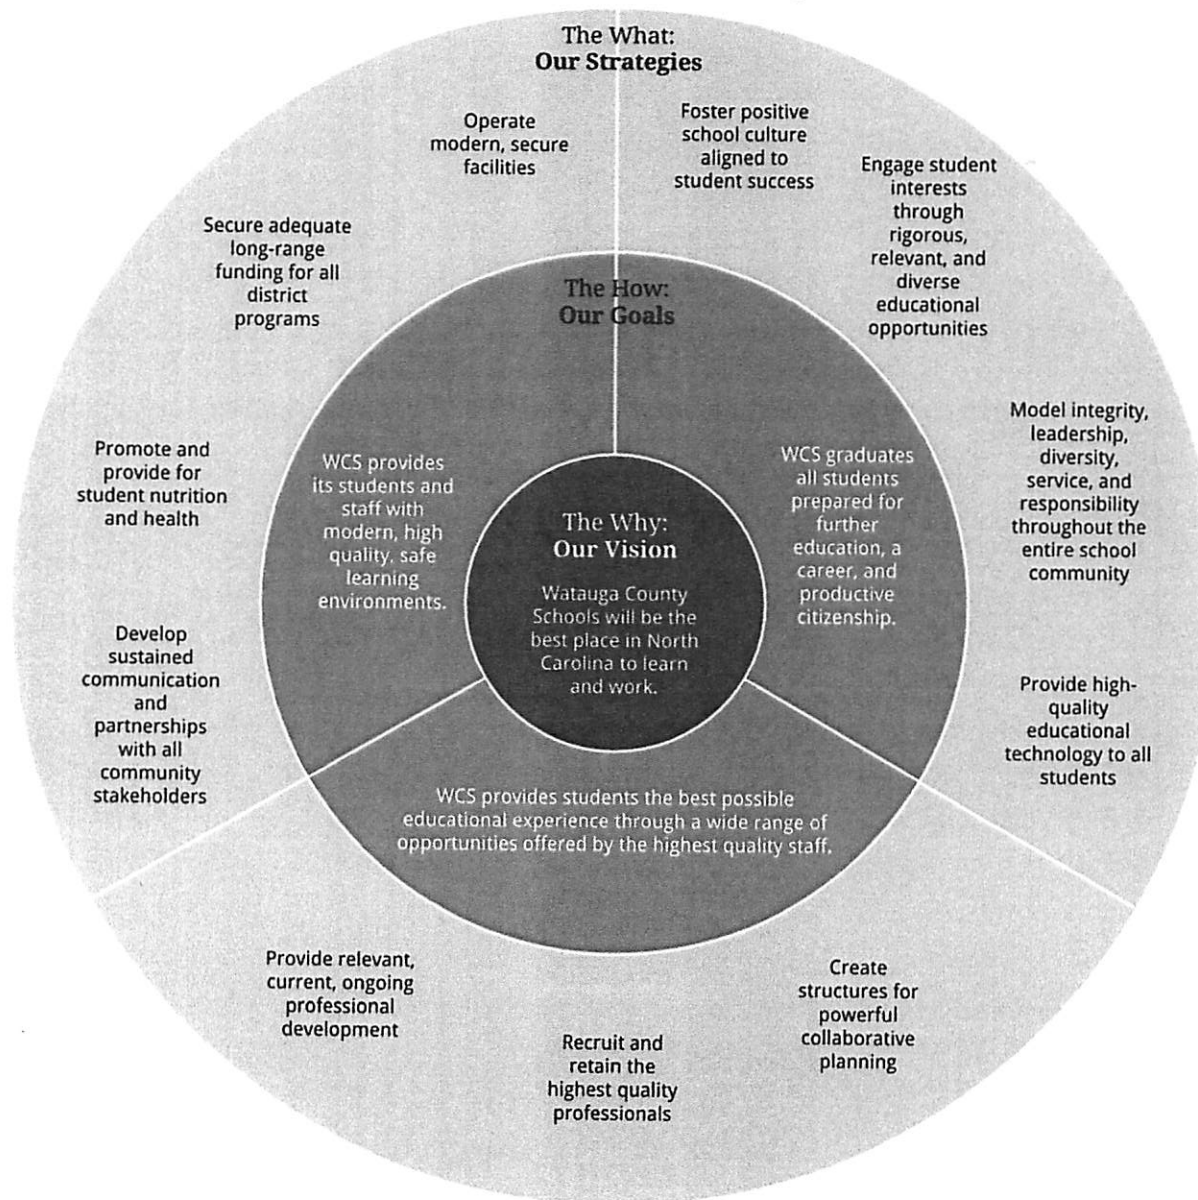 The What:
Our Strategies
Operate
modern, secure
facilities
Foster positive
school culture
aligned to
student success
Engage student
interests
through
rigorous,
relevant, and
diverse
educational
opportunities
Secure adequate
long-range
funding for all
district
programs
The How:
Our Goals
Model integrity,
leadership,
diversity,
service, and
responsibility
throughout the
entire school
community
Promote and
provide for
student nutrition
and health
WCS provides
its students and
staff with
modern, high
quality, safe
learning
environments.
WCS graduates
all students
prepared for
further
education, a
career, and
productive
citizenship.
The Why:
Our Vision
Watauga County
Schools will be the
best place in North
Carolina to learn
and work.
Develop
sustained
communication
and
partnerships
with all
community
stakeholders
Provide high-
quality
educational
technology to all
students
WCS provides students the best possible
educational experience through a wide range of
opportunities offered by the highest quality staff.
Provide relevant,
current, ongoing
professional
development
Recruit and
retain the
highest quality
professionals
Create
structures for
powerful
collaborative
planning